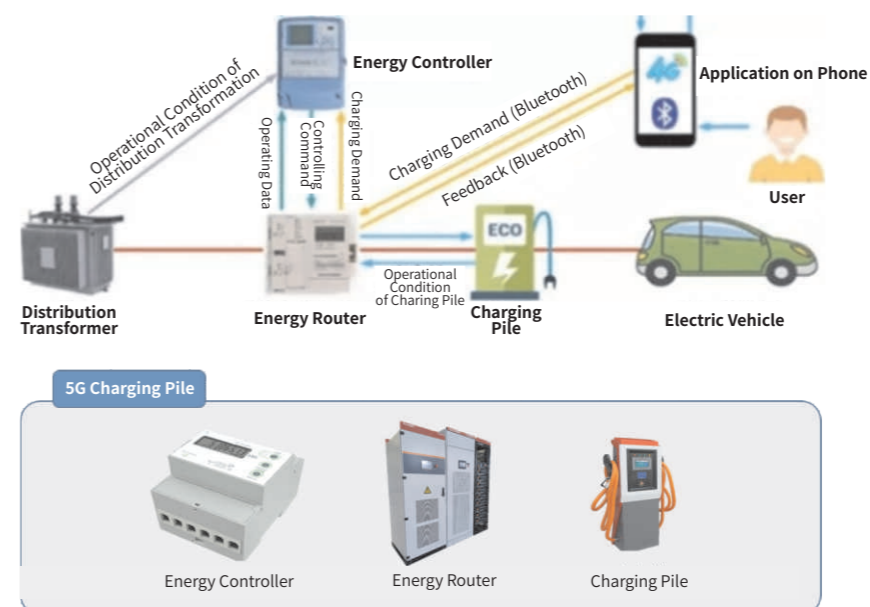 Energy Controller
4G
Application on Phone
Operational Condition of
Distribution Transformation
Operating Data
Controlling
Command
Charging Demand
Charging Demand (Bluetooth)
Feedback (Bluetooth)
User
ECO
Operational
Condition
of Charing Pile
Distribution
Transformer
Energy Router
Charging
Pile
Electric Vehicle
5G Charging Pile
Energy Controller
Energy Router
Charging Pile